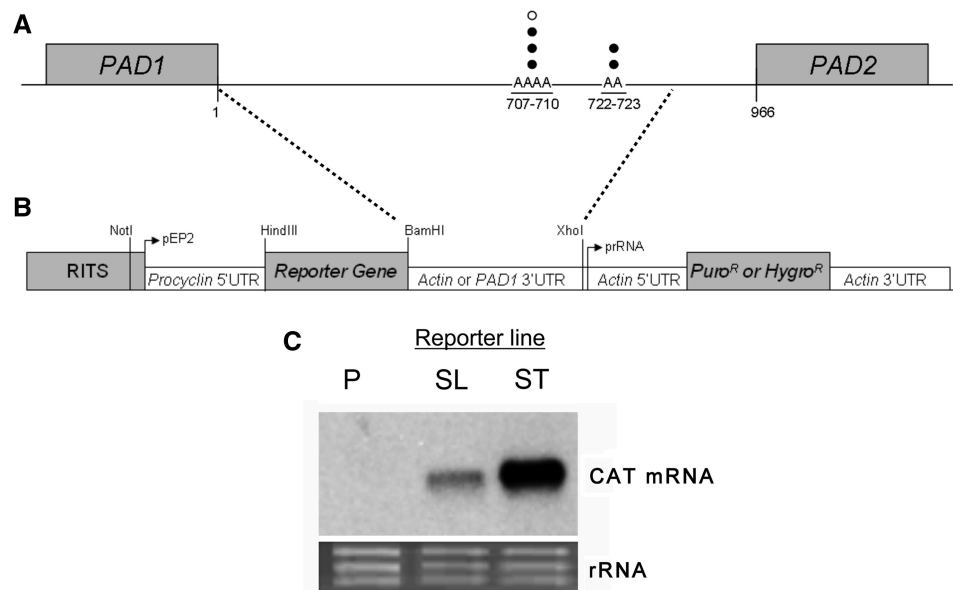 A
PAD1
PAD2
AAAA
AA
707-710
722-723
1
966
B
NotI
pEP2
HindIII
BamHI
XhoI
prRNA
RITS
Procyclin 5'UTR
Reporter Gene
Actin or PAD1 3'UTR
Actin 5'UTR
Puroᴿ or Hygroᴿ
Actin 3'UTR
C
Reporter line
P SL ST
CAT mRNA
rRNA